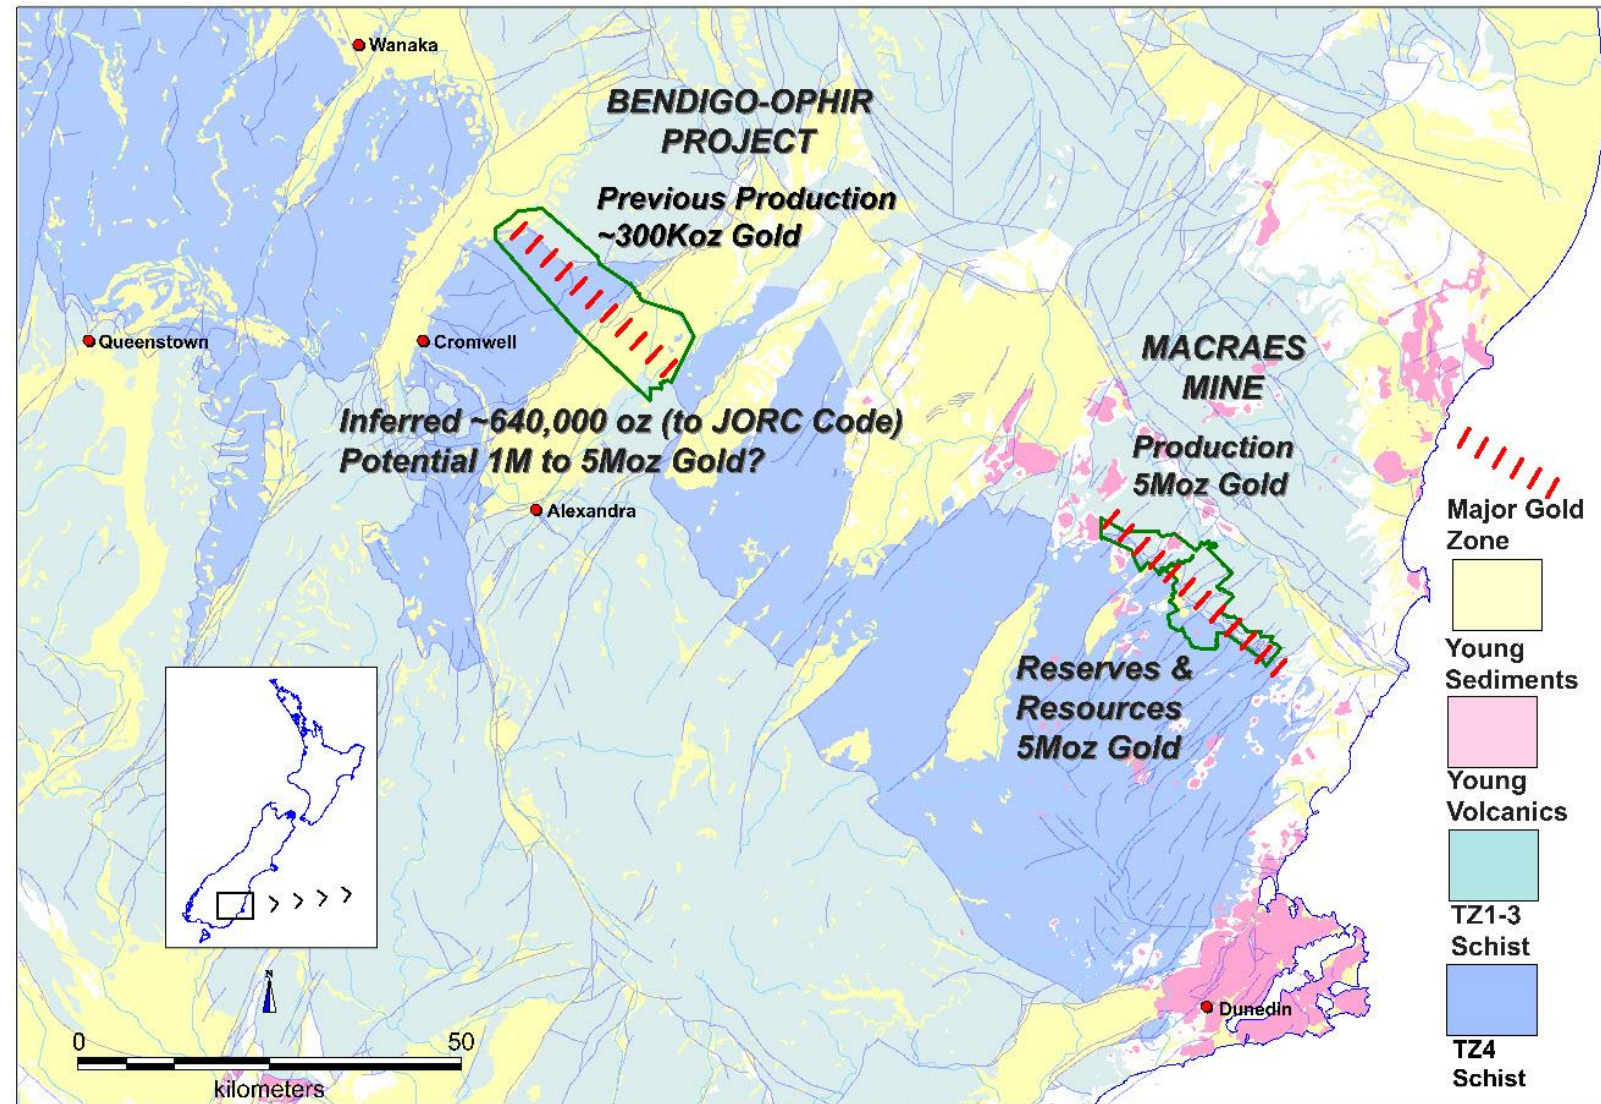 Wanaka
BENDIGO-OPHIR
PROJECT
Previous Production
~300Koz Gold
Queenstown
Cromwell
MACRAES
MINE
Production
5Moz Gold
Inferred ~640,000 oz (to JORC Code)
Potential 1M to 5Moz Gold?
Alexandra
Reserves &
Resources
5Moz Gold
Major Gold
Zone
Young
Sediments
Young
Volcanics
TZ1-3
Schist
TZ4
Schist
N
Dunedin
0 50
kilometers